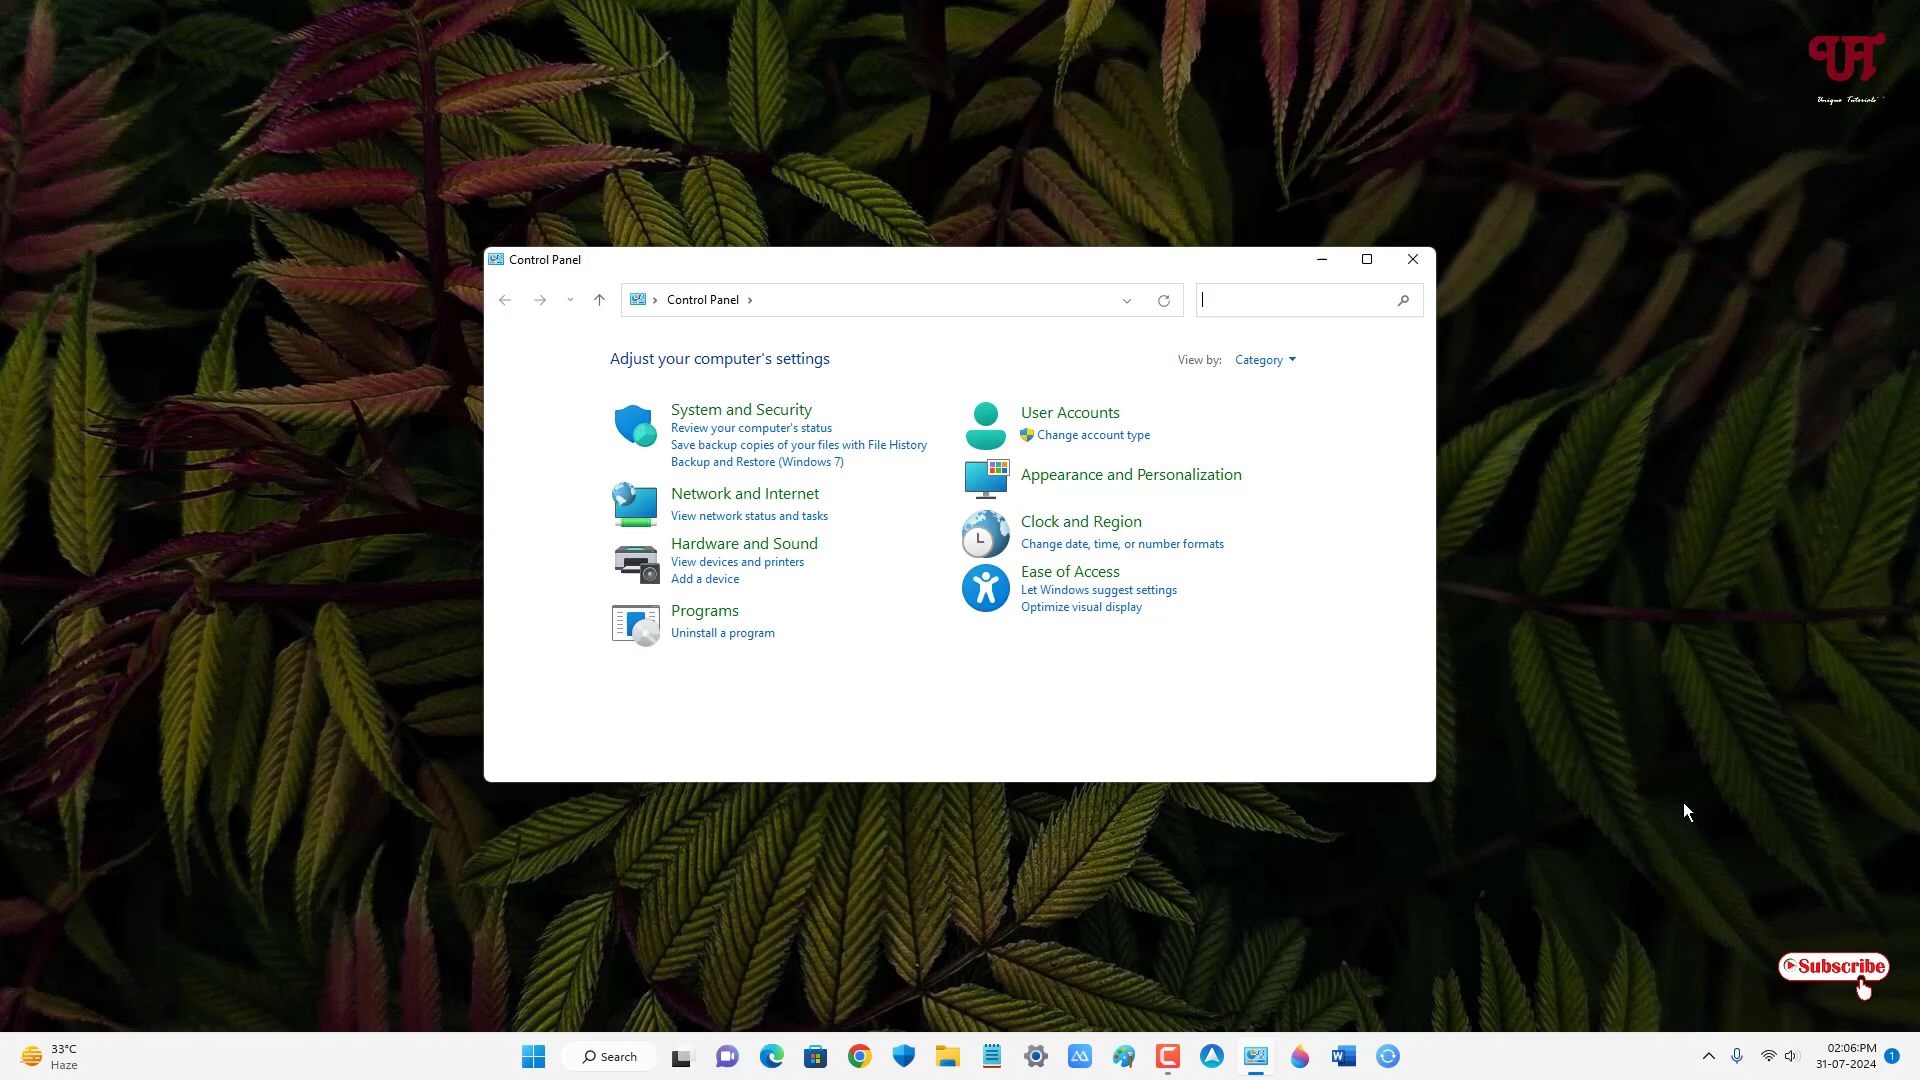 UT
Unique Tutorials
Control Panel
Control Panel
Adjust your computer's settings
View by: Category
System and Security
Review your computer's status
Save backup copies of your files with File History
Backup and Restore (Windows 7)
Network and Internet
View network status and tasks
Hardware and Sound
View devices and printers
Add a device
Programs
Uninstall a program
User Accounts
Change account type
Appearance and Personalization
Clock and Region
Change date, time, or number formats
Ease of Access
Let Windows suggest settings
Optimize visual display
Subscribe
33°C
Haze
Search
W
02:06:PM
31-07-2024
1